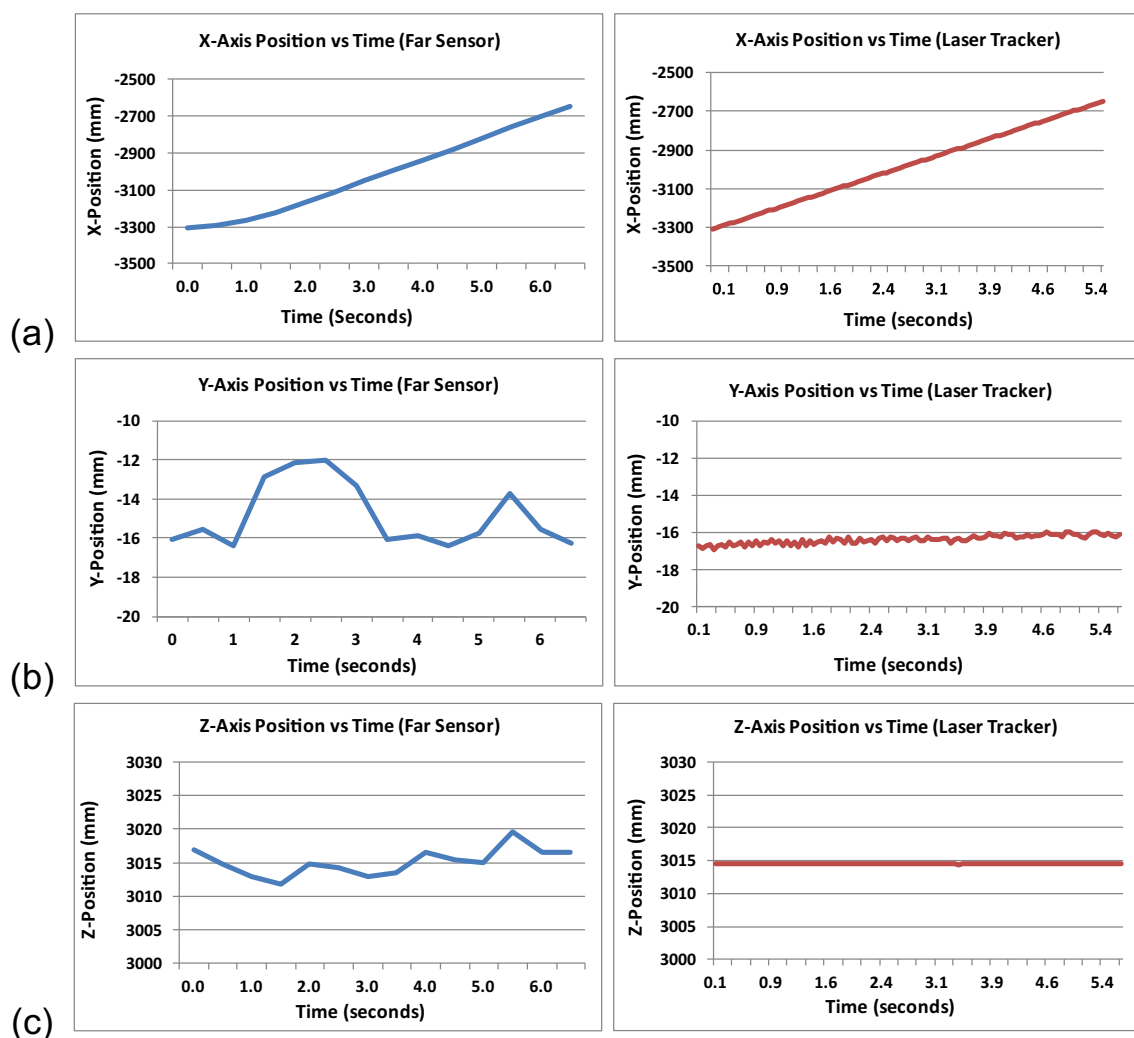 X-Axis Position vs Time (Far Sensor)
X-Position (mm)
-2500
-2700
-2900
-3100
-3300
-3500
0.0 1.0 2.0 3.0 4.0 5.0 6.0
Time (Seconds)
X-Axis Position vs Time (Laser Tracker)
X-Position (mm)
-2500
-2700
-2900
-3100
-3300
-3500
0.1 0.9 1.6 2.4 3.1 3.9 4.6 5.4
Time (seconds)
(a)
Y-Axis Position vs Time (Far Sensor)
Y-Position (mm)
-10
-12
-14
-16
-18
-20
0 1 2 3 4 5 6
Time (seconds)
Y-Axis Position vs Time (Laser Tracker)
Y-Position (mm)
-10
-12
-14
-16
-18
-20
0.1 0.9 1.6 2.4 3.1 3.9 4.6 5.4
Time (seconds)
(b)
Z-Axis Position vs Time (Far Sensor)
Z-Position (mm)
3030
3025
3020
3015
3010
3005
3000
0.0 1.0 2.0 3.0 4.0 5.0 6.0
Time (seconds)
Z-Axis Position vs Time (Laser Tracker)
Z-Position (mm)
3030
3025
3020
3015
3010
3005
3000
0.1 0.9 1.6 2.4 3.1 3.9 4.6 5.4
Time (seconds)
(c)